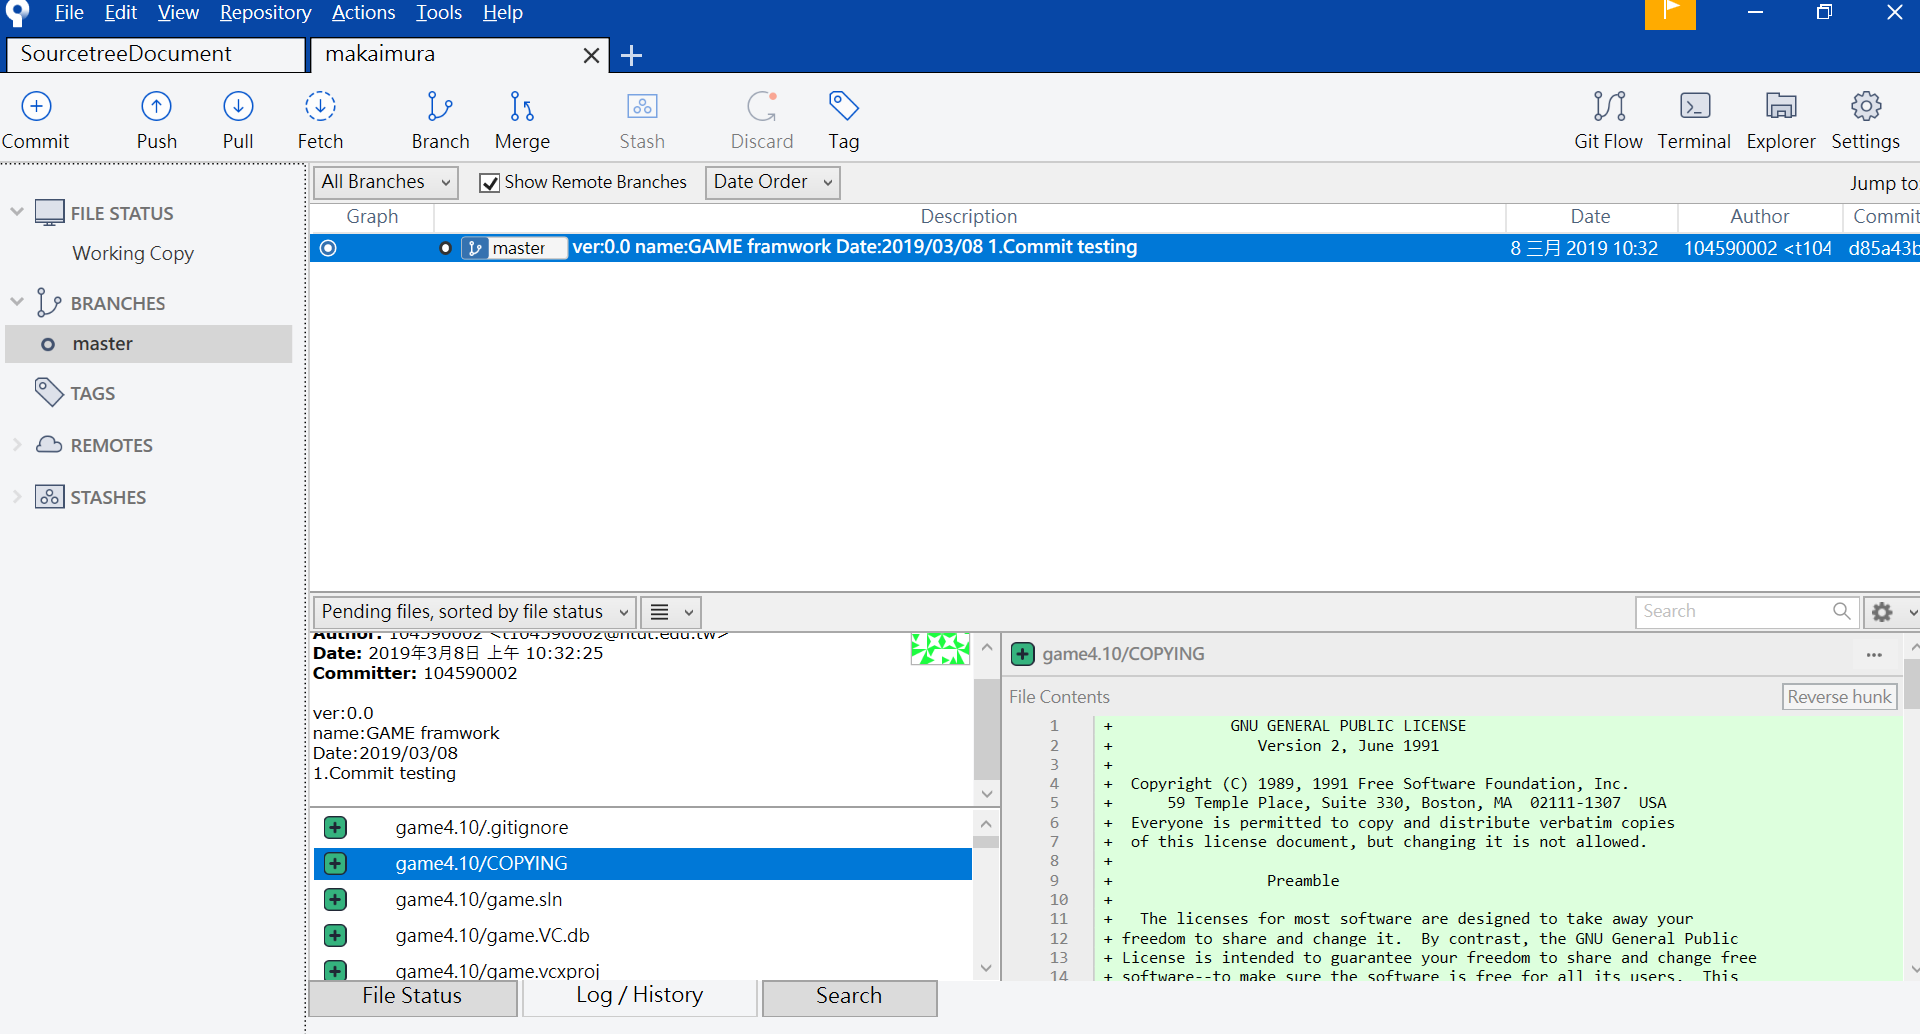 File Edit View Repository Actions Tools Help
SourcetreeDocument makaimura
Commit Push Pull Fetch Branch Merge Stash Discard Tag Git Flow Terminal Explorer Settings
All Branches Show Remote Branches Date Order Jump to:
Graph Description Date Author Commit
master ver:0.0 name:GAME framwork Date:2019/03/08 1.Commit testing 8 三月 2019 10:32 104590002 <t104 d85a43b
FILE STATUS
Working Copy
BRANCHES
master
TAGS
REMOTES
STASHES
Pending files, sorted by file status Search
Author: 104590002 <t104590002@ntut.edu.tw>
Date: 2019年3月8日 上午 10:32:25
Committer: 104590002
ver:0.0
name:GAME framwork
Date:2019/03/08
1.Commit testing
game4.10/.gitignore
game4.10/COPYING
game4.10/game.sln
game4.10/game.VC.db
game4.10/game.vcxproj
game4.10/COPYING ...
File Contents Reverse hunk
1 + GNU GENERAL PUBLIC LICENSE
2 + Version 2, June 1991
3 +
4 + Copyright (C) 1989, 1991 Free Software Foundation, Inc.
5 + 59 Temple Place, Suite 330, Boston, MA 02111-1307 USA
6 + Everyone is permitted to copy and distribute verbatim copies
7 + of this license document, but changing it is not allowed.
8 +
9 + Preamble
10 +
11 + The licenses for most software are designed to take away your
12 + freedom to share and change it. By contrast, the GNU General Public
13 + License is intended to guarantee your freedom to share and change free
14 + software--to make sure the software is free for all its users. This
File Status Log / History Search